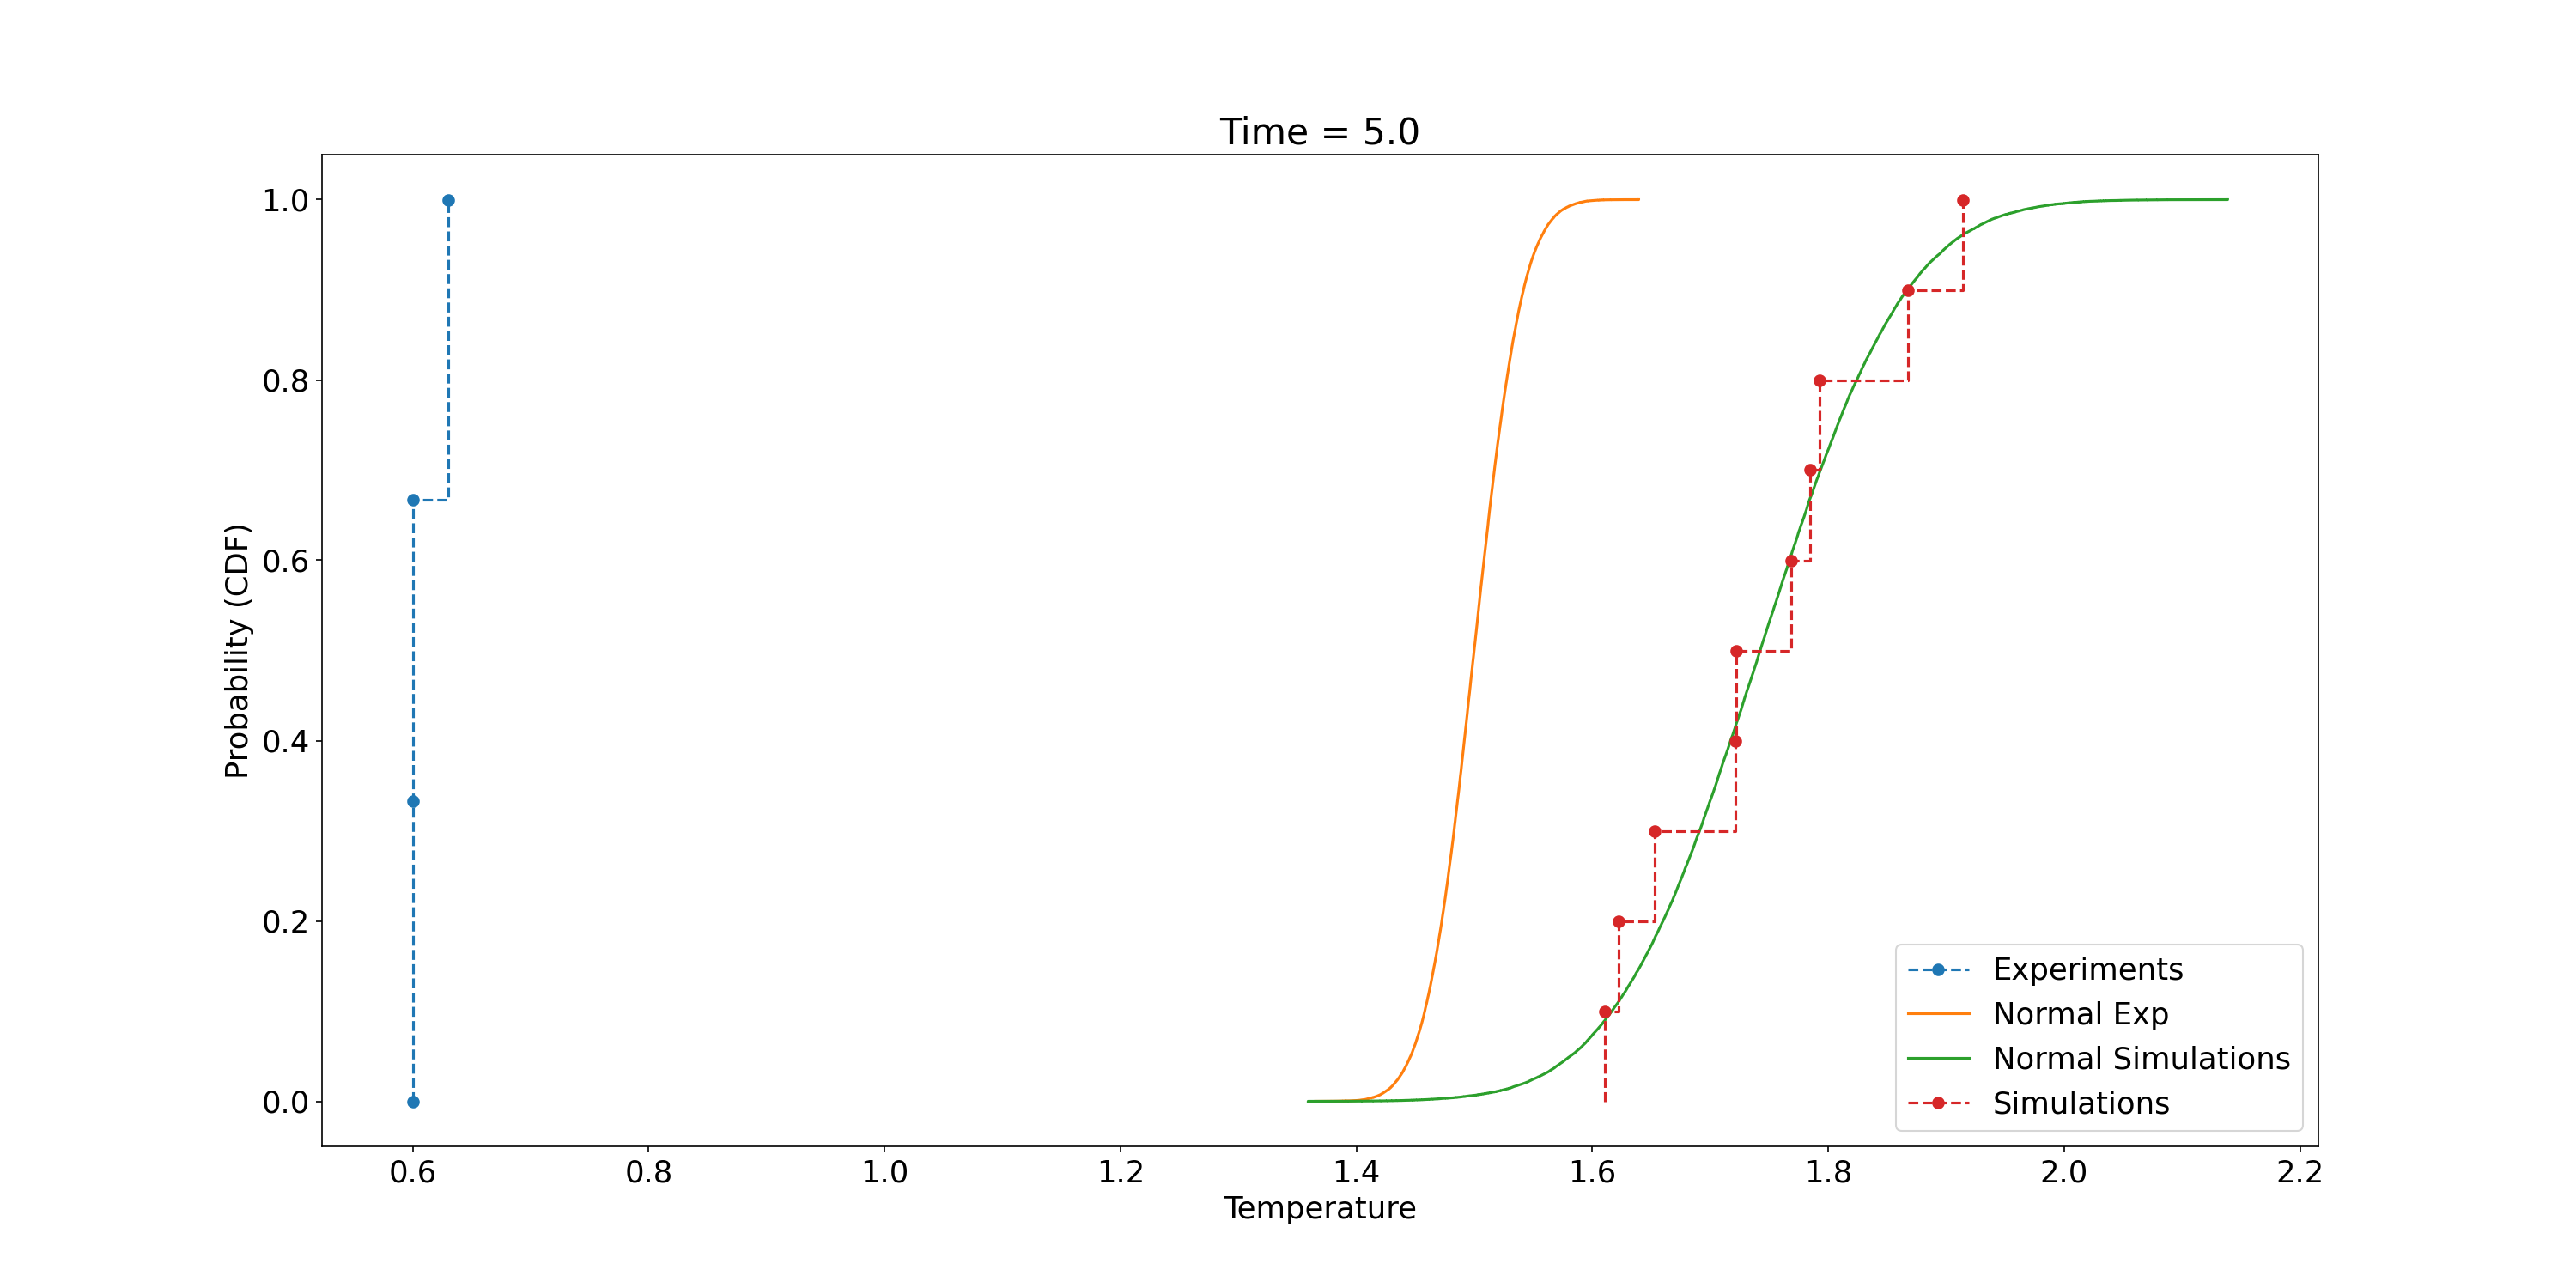 Time = 5.0
1.0
0.8
0.6
0.4
0.2
0.0
Probability (CDF)
0.6 0.8 1.0 1.2 1.4 1.6 1.8 2.0 2.2
Temperature
Experiments
Normal Exp
Normal Simulations
Simulations